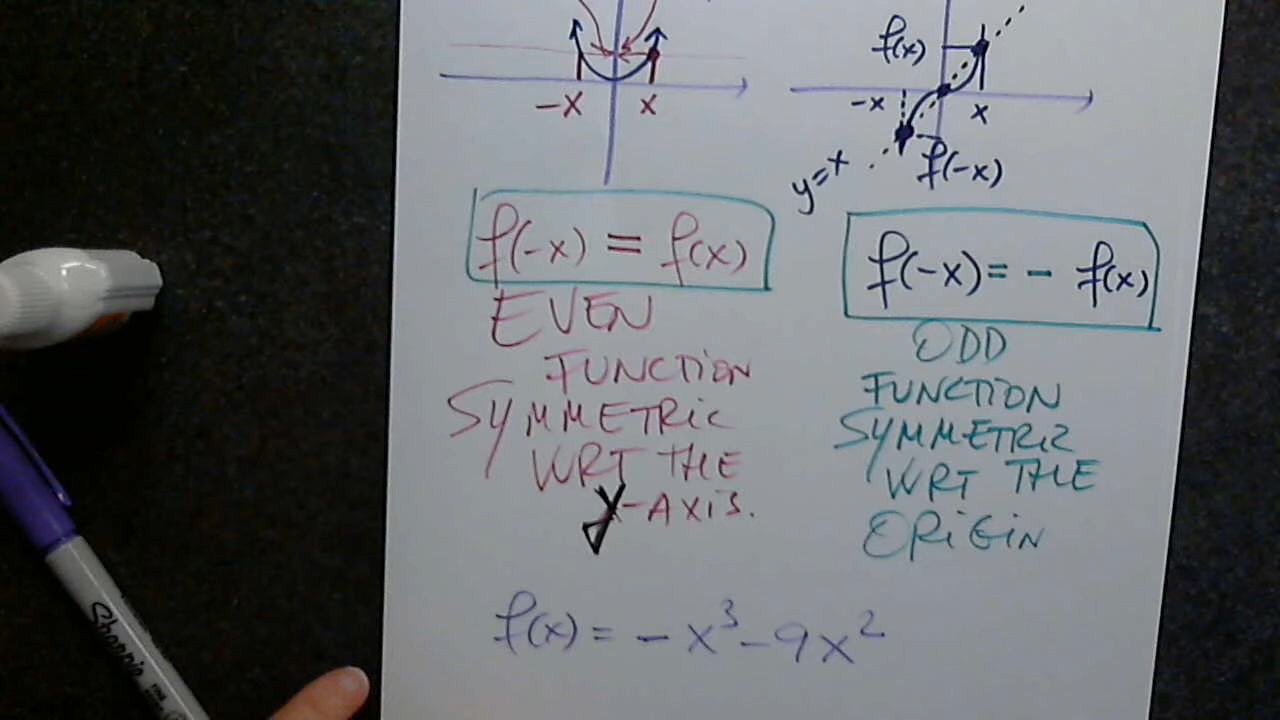 f(x)
-x x
-x x
y=x
f(-x)
f(-x) = f(x)
f(-x) = - f(x)
EVEN
FUNCTION
SYMMETRIC
WRT THE
y-AXIS.
ODD
FUNCTION
SYMMETRIC
WRT THE
ORIGIN
f(x) = -x³-9x²
Sharpie